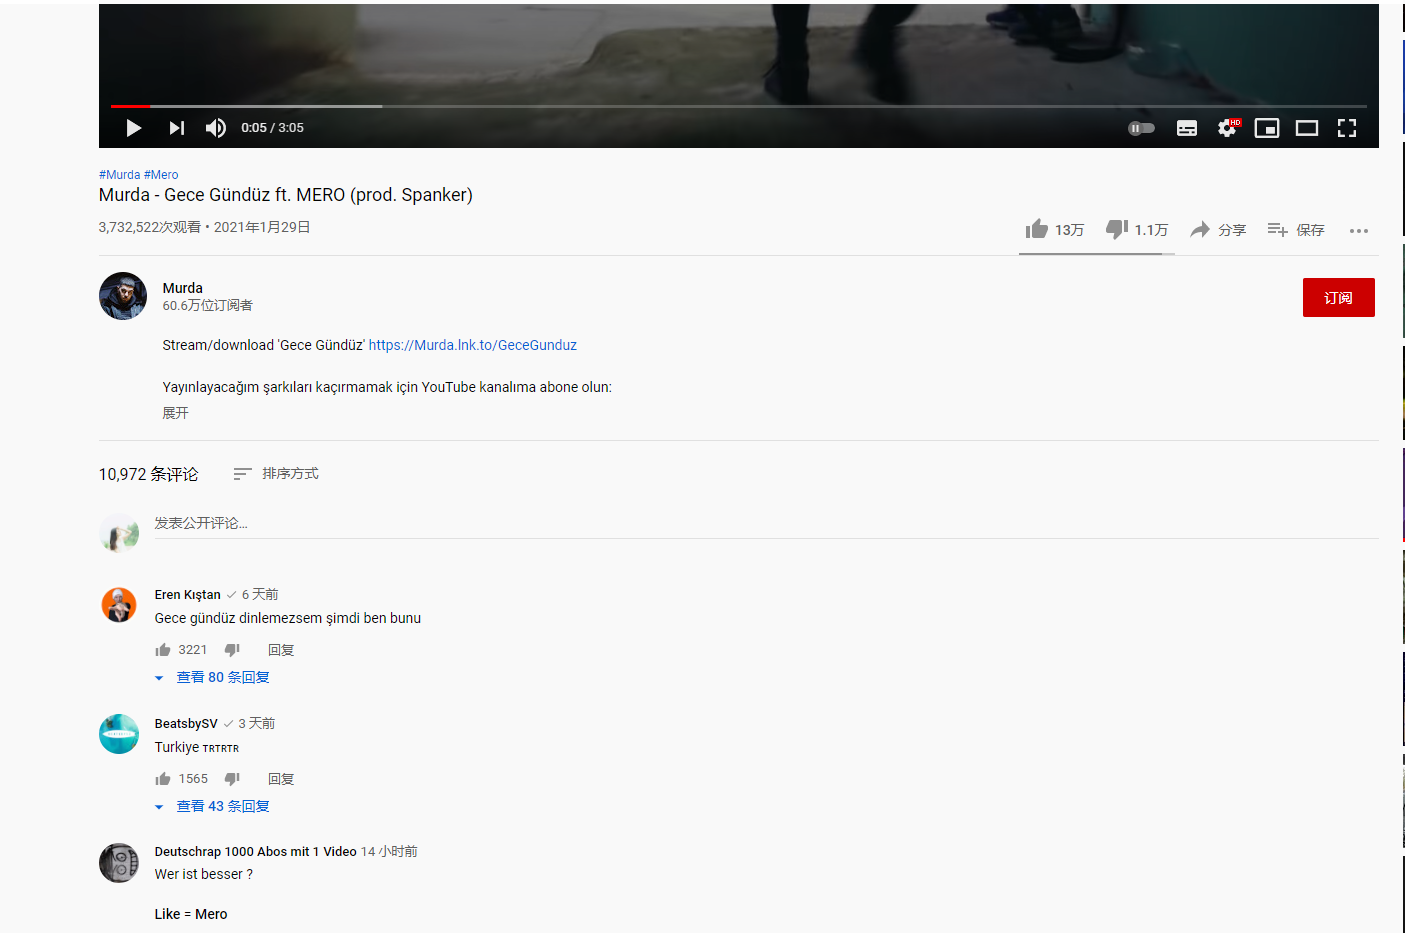 0:05 / 3:05
HD
#Murda #Mero
Murda - Gece Gündüz ft. MERO (prod. Spanker)
3,732,522次观看 • 2021年1月29日
13万 1.1万 分享 保存
Murda
60.6万位订阅者
订阅
Stream/download 'Gece Gündüz' https://Murda.lnk.to/GeceGunduz
Yayınlayacağım şarkıları kaçırmamak için YouTube kanalıma abone olun:
展开
10,972 条评论 排序方式
发表公开评论...
Eren Kıştan 6 天前
Gece gündüz dinlemezsem şimdi ben bunu
3221 回复
查看 80 条回复
BeatsbySV 3 天前
Turkiye ᴛʀᴛʀᴛʀ
1565 回复
查看 43 条回复
Deutschrap 1000 Abos mit 1 Video 14 小时前
Wer ist besser ?
Like = Mero